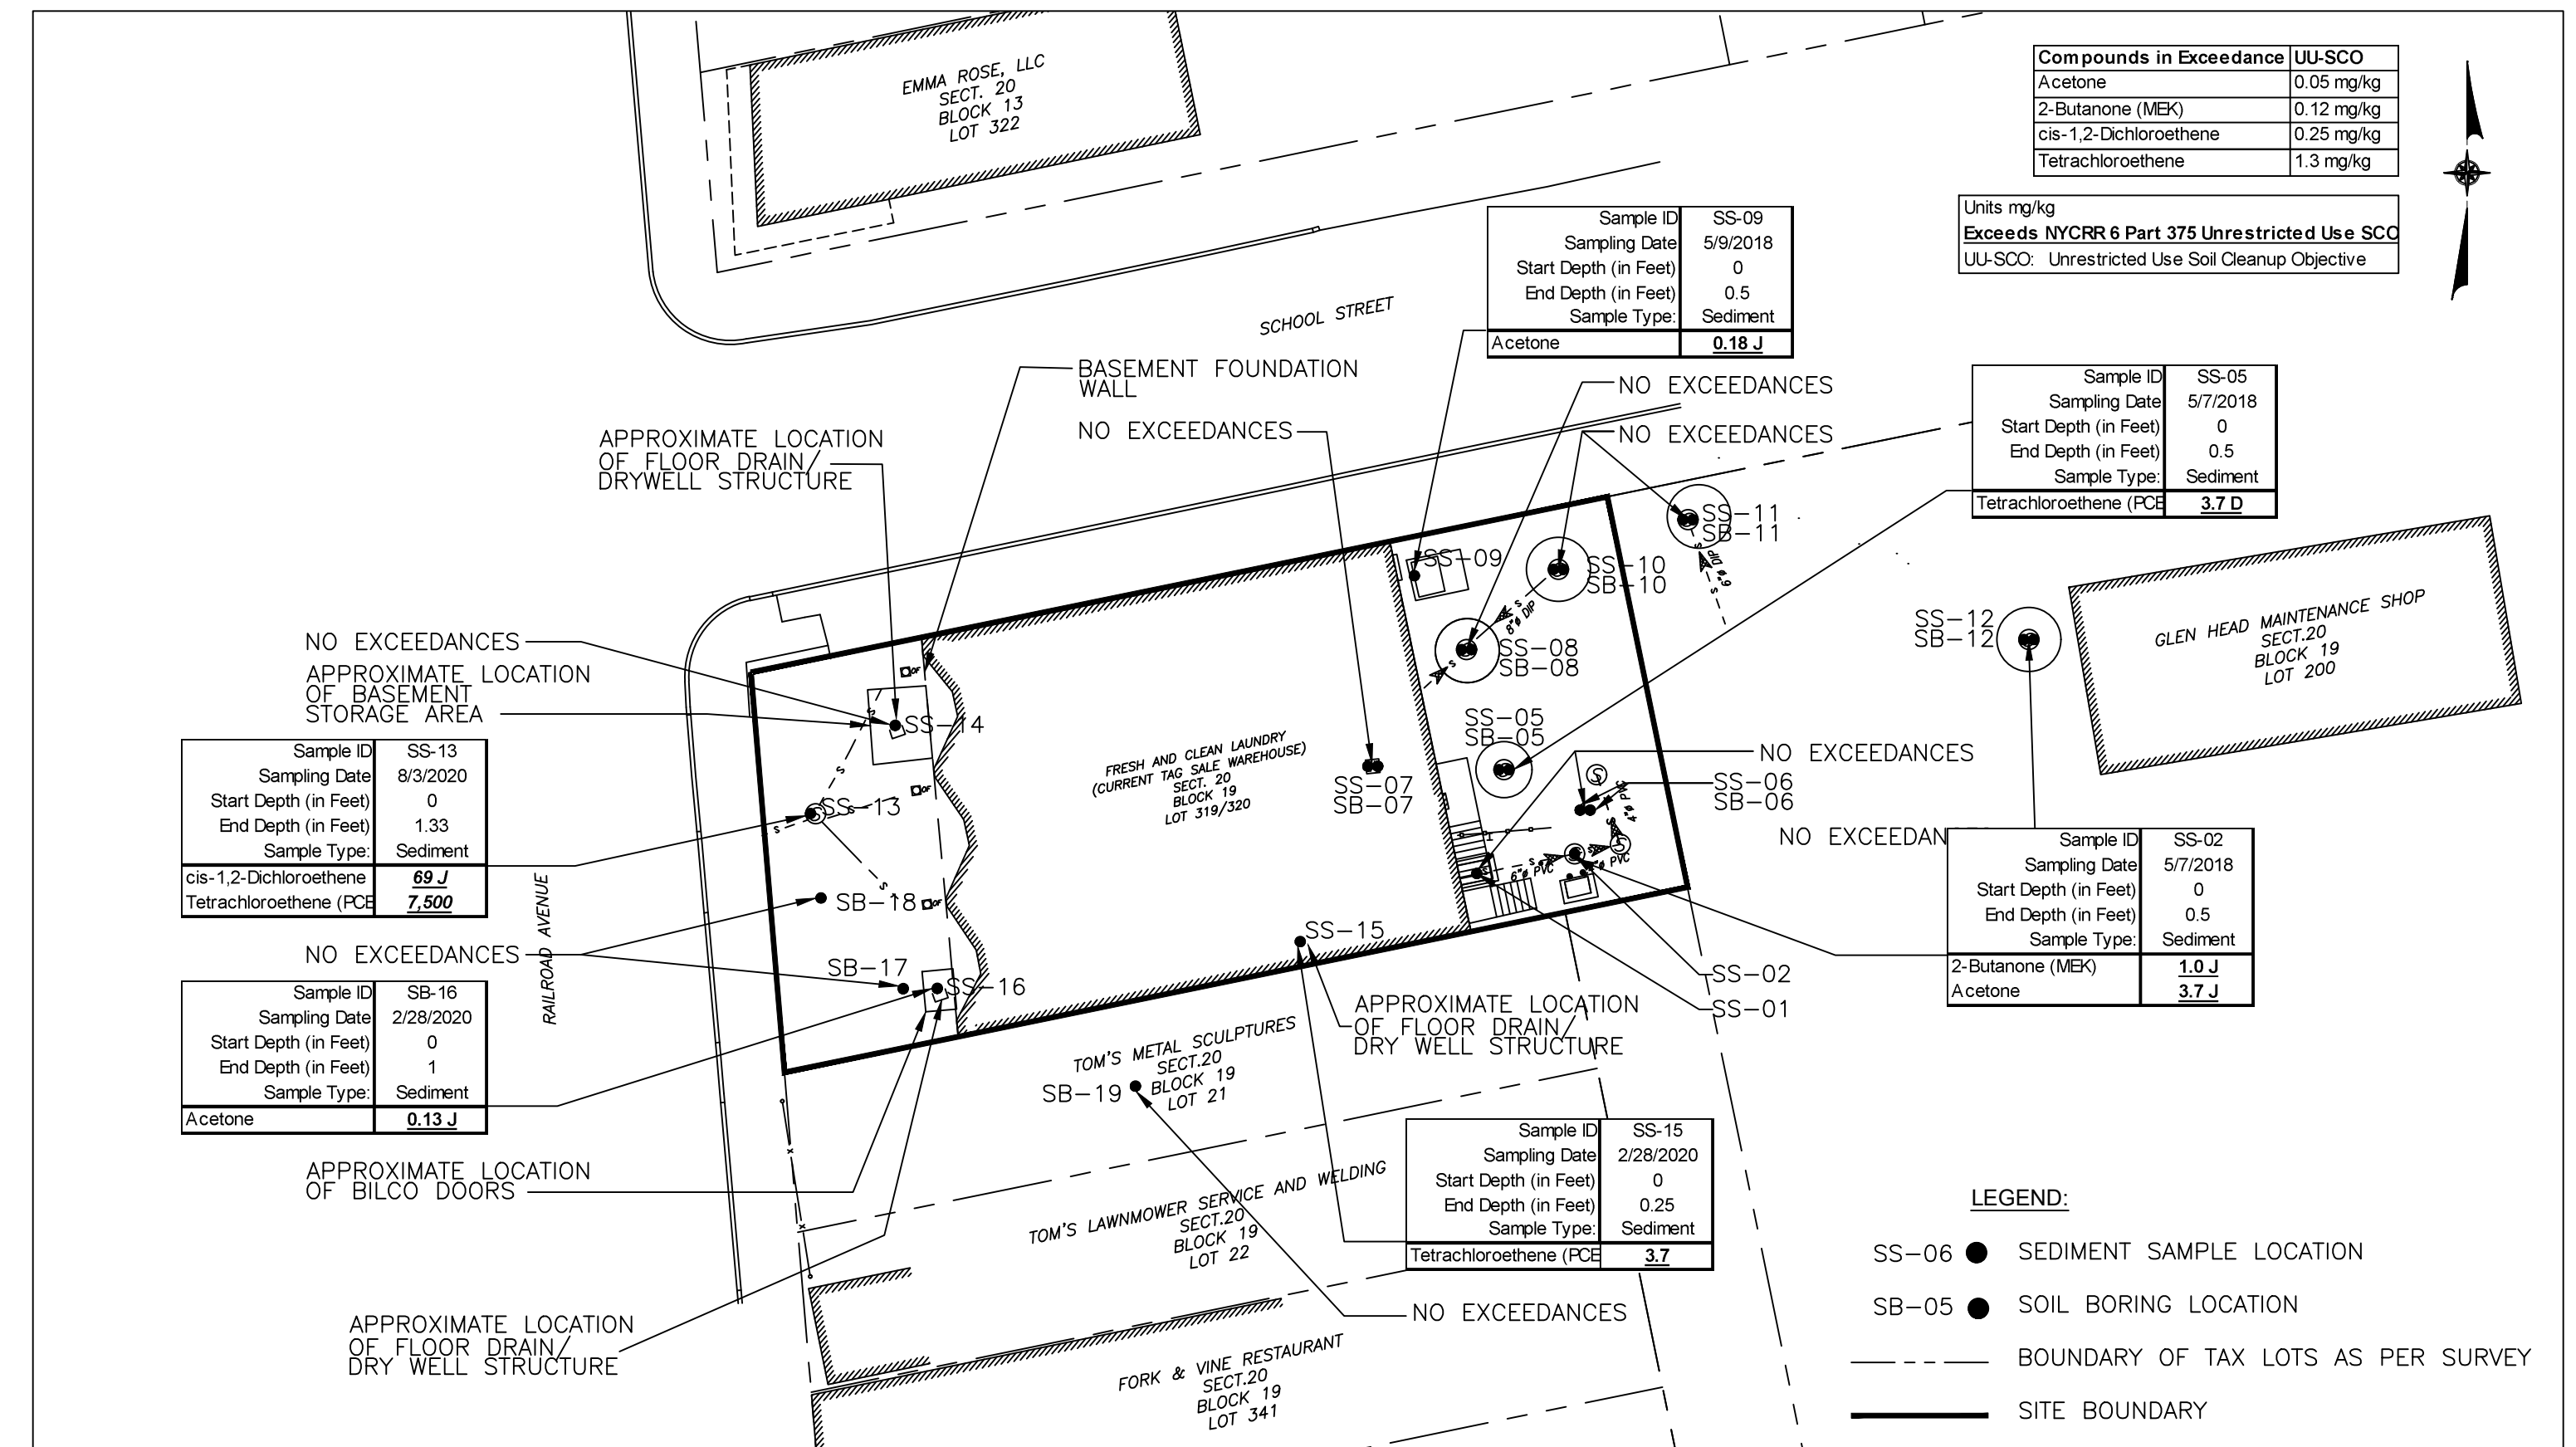 EMMA ROSE, LLC
SECT. 20
BLOCK 13
LOT 322
Compounds in Exceedance UU-SCO
Acetone 0.05 mg/kg
2-Butanone (MEK) 0.12 mg/kg
cis-1,2-Dichloroethene 0.25 mg/kg
Tetrachloroethene 1.3 mg/kg
Units mg/kg
Exceeds NYCRR 6 Part 375 Unrestricted Use SCO
UU-SCO: Unrestricted Use Soil Cleanup Objective
Sample ID SS-09
Sampling Date 5/9/2018
Start Depth (in Feet) 0
End Depth (in Feet) 0.5
Sample Type: Sediment
Acetone 0.18 J
SCHOOL STREET
BASEMENT FOUNDATION
WALL
NO EXCEEDANCES
NO EXCEEDANCES
NO EXCEEDANCES
Sample ID SS-05
Sampling Date 5/7/2018
Start Depth (in Feet) 0
End Depth (in Feet) 0.5
Sample Type: Sediment
Tetrachloroethene (PCE 3.7 D
APPROXIMATE LOCATION
OF FLOOR DRAIN/
DRYWELL STRUCTURE
SS-11
SB-11
6"Ø DIP
SS-09
SS-10
SB-10
8"Ø DIP
SS-08
SB-08
SS-12
SB-12
GLEN HEAD MAINTENANCE SHOP
SECT.20
BLOCK 19
LOT 200
NO EXCEEDANCES
APPROXIMATE LOCATION
OF BASEMENT
STORAGE AREA
SS-14
SS-05
SB-05
FRESH AND CLEAN LAUNDRY
(CURRENT TAG SALE WAREHOUSE)
SECT. 20
BLOCK 19
LOT 319/320
SS-07
SB-07
NO EXCEEDANCES
SS-06
SB-06
4"Ø PVC
NO EXCEEDAN
Sample ID SS-13
Sampling Date 8/3/2020
Start Depth (in Feet) 0
End Depth (in Feet) 1.33
Sample Type: Sediment
cis-1,2-Dichloroethene 69 J
Tetrachloroethene (PCE 7,500
SS-13
Sample ID SS-02
Sampling Date 5/7/2018
Start Depth (in Feet) 0
End Depth (in Feet) 0.5
Sample Type: Sediment
2-Butanone (MEK) 1.0 J
Acetone 3.7 J
6"Ø PVC
PVC
SB-18
RAILROAD AVENUE
NO EXCEEDANCES
SB-17
SS-16
SS-15
SS-02
SS-01
APPROXIMATE LOCATION
OF FLOOR DRAIN/
DRY WELL STRUCTURE
Sample ID SB-16
Sampling Date 2/28/2020
Start Depth (in Feet) 0
End Depth (in Feet) 1
Sample Type: Sediment
Acetone 0.13 J
TOM'S METAL SCULPTURES
SECT.20
BLOCK 19
LOT 21
SB-19
APPROXIMATE LOCATION
OF BILCO DOORS
Sample ID SS-15
Sampling Date 2/28/2020
Start Depth (in Feet) 0
End Depth (in Feet) 0.25
Sample Type: Sediment
Tetrachloroethene (PCE 3.7
TOM'S LAWNMOWER SERVICE AND WELDING
SECT.20
BLOCK 19
LOT 22
NO EXCEEDANCES
APPROXIMATE LOCATION
OF FLOOR DRAIN/
DRY WELL STRUCTURE
FORK & VINE RESTAURANT
SECT.20
BLOCK 19
LOT 341
LEGEND:
SS-06 SEDIMENT SAMPLE LOCATION
SB-05 SOIL BORING LOCATION
BOUNDARY OF TAX LOTS AS PER SURVEY
SITE BOUNDARY